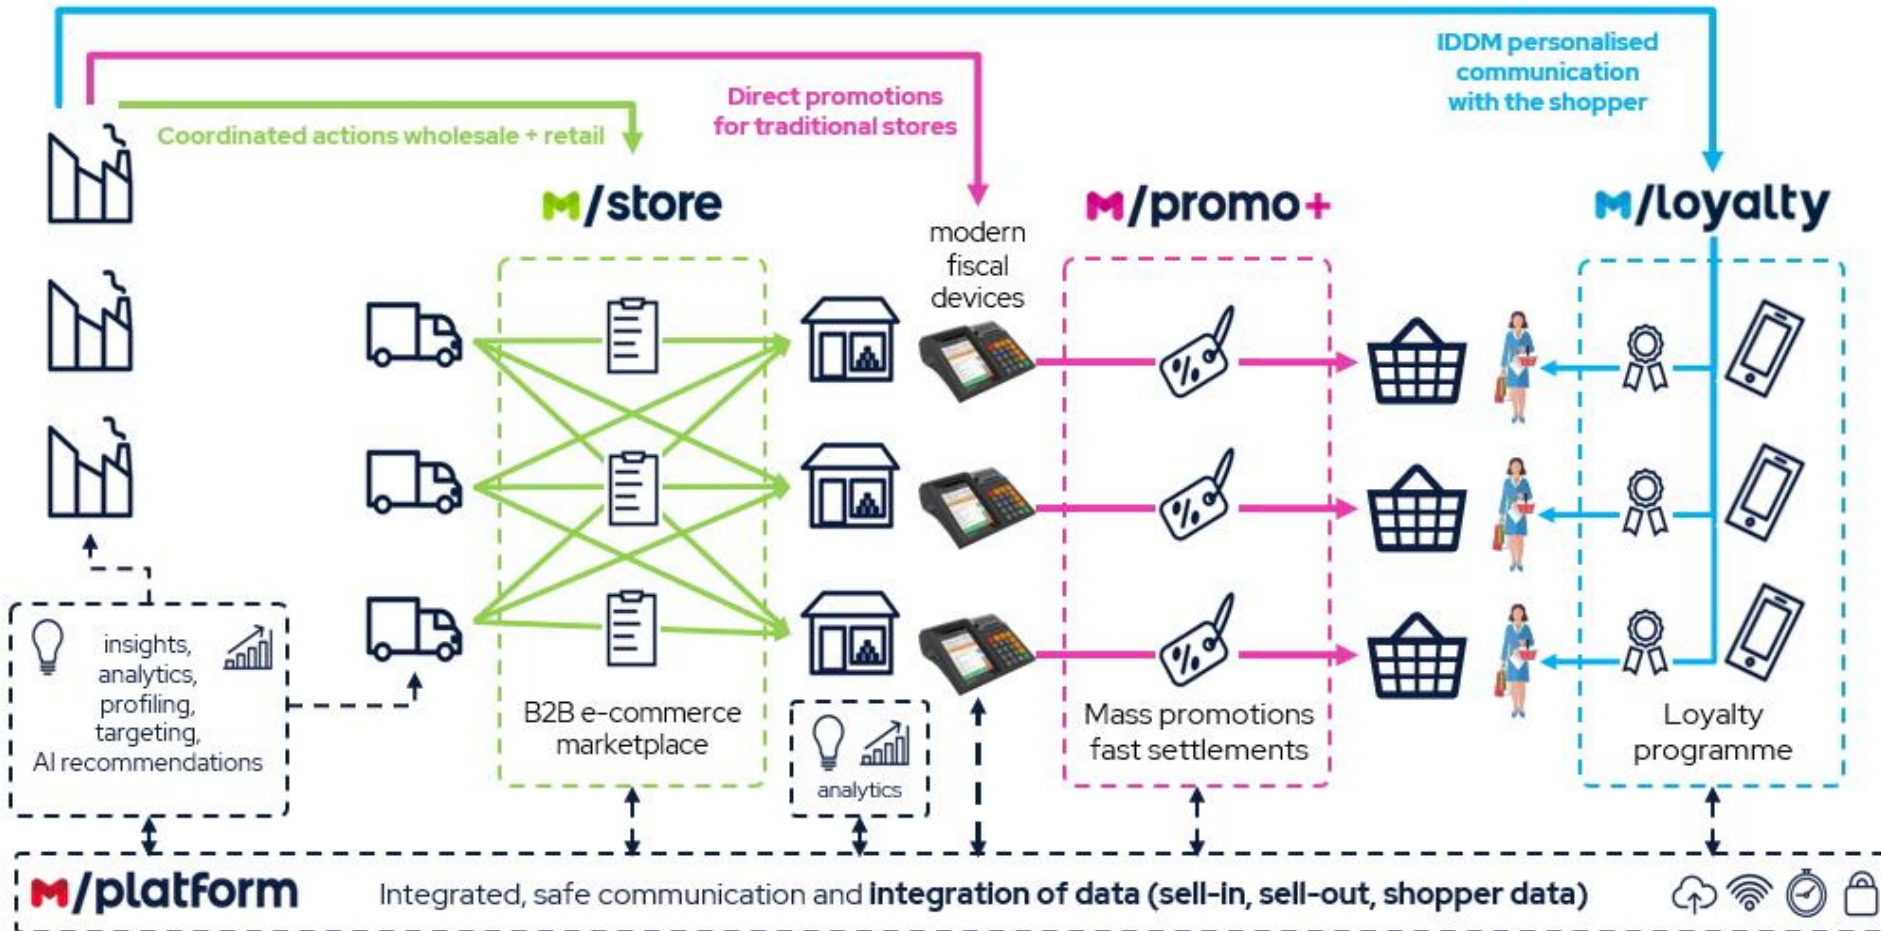 IDDM personalised
communication
with the shopper
Direct promotions
for traditional stores
Coordinated actions wholesale + retail
M/store
M/promo+
M/loyalty
modern
fiscal
devices
insights,
analytics,
profiling,
targeting,
AI recommendations
B2B e-commerce
marketplace
analytics
Mass promotions
fast settlements
Loyalty
programme
M/platform
Integrated, safe communication and integration of data (sell-in, sell-out, shopper data)